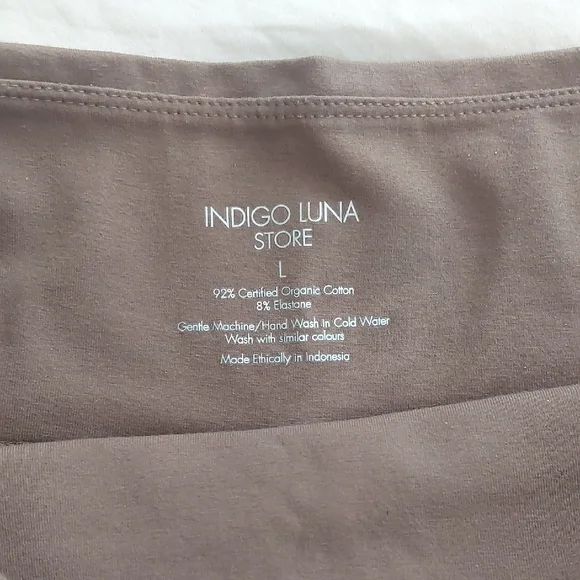 INDIGO LUNA
STORE
L
92% Certified Organic Cotton
8% Elastane
Gentle Machine/Hand Wash in Cold Water
Wash with similar colours
Made Ethically in Indonesia